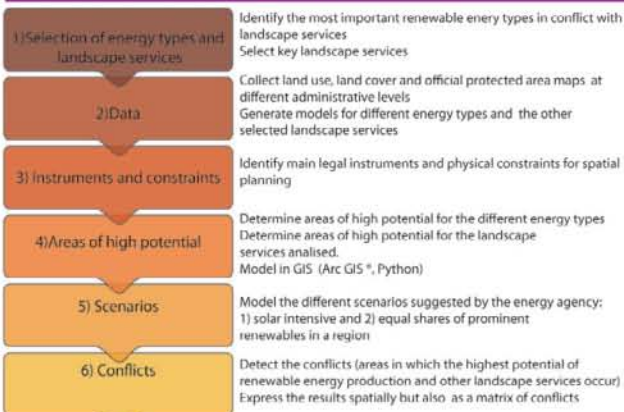 1)Selection of energy types and
landscape services
Identify the most important renewable enery types in conflict with
landscape services
Select key landscape services
2)Data
Collect land use, land cover and official protected area maps at
different administrative levels
Generate models for different energy types and the other
selected landscape services
3) Instruments and constraints
Identify main legal instruments and physical constraints for spatial
planning
4)Areas of high potential
Determine areas of high potential for the different energy types
Determine areas of high potential for the landscape
services analised.
Model in GIS (Arc GIS ®, Python)
5) Scenarios
Model the different scenarios suggested by the energy agency:
1) solar intensive and 2) equal shares of prominent
renewables in a region
6) Conflicts
Detect the conflicts (areas in which the highest potential of
renewable energy production and other landscape services occur)
Express the results spatially but also as a matrix of conflicts